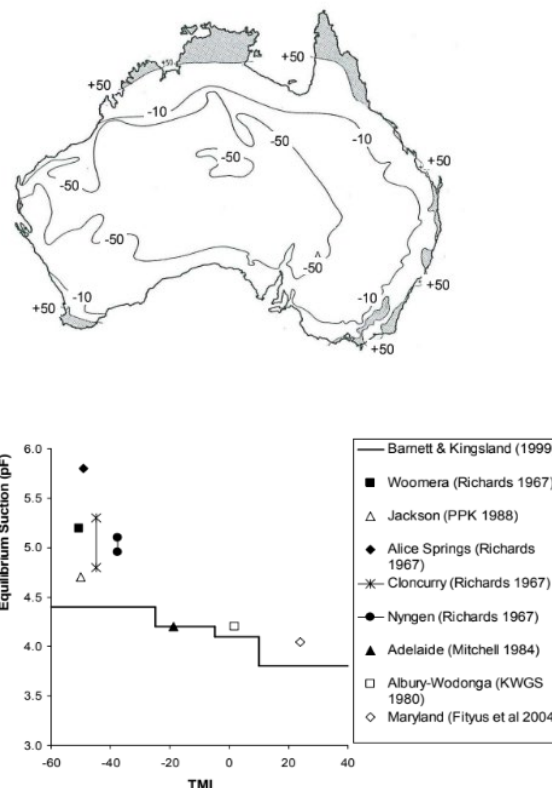 +50
+50
+50
+50
-10
-10
-50
-50
+50
-50
-50
-50
+50
-10
+50
-10
+50
Equilibrium Suction (pF)
6.0
5.5
5.0
4.5
4.0
3.5
3.0
-60
-40
-20
0
20
40
TMI
Barnett & Kingsland (1999
Woomera (Richards 1967)
Jackson (PPK 1988)
Alice Springs (Richards
1967)
Cloncurry (Richards 1967)
Nyngen (Richards 1967)
Adelaide (Mitchell 1984)
Albury-Wodonga (KWGS
1980)
Maryland (Fityus et al 2004